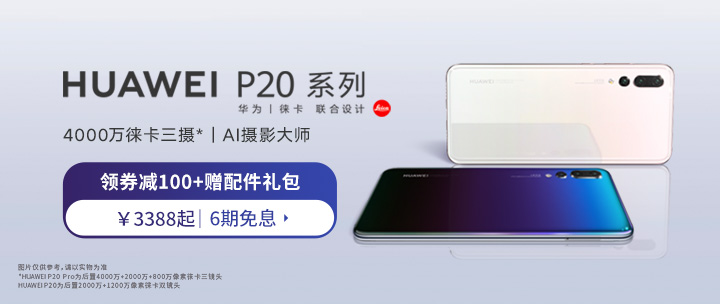 HUAWEI P20 系列
华为｜徕卡 联合设计 Leica
4000万徕卡三摄*｜AI摄影大师
领券减100+赠配件礼包
￥3388起｜6期免息
图片仅供参考，请以实物为准
*HUAWEI P20 Pro为后置4000万+2000万+800万像素徕卡三镜头
HUAWEI P20为后置2000万+1200万像素徕卡双镜头
HUAWEI
HUAWEI